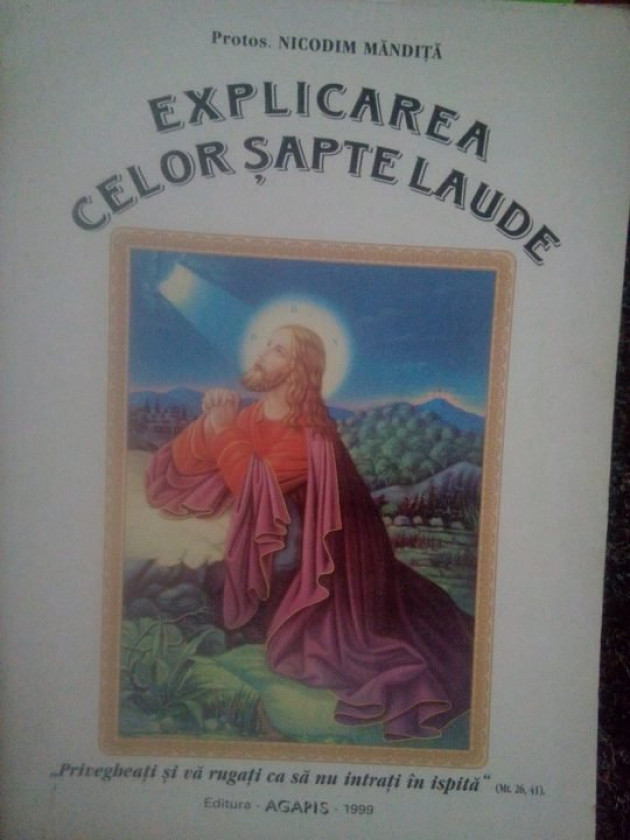 Protos. NICODIM MĂNDIȚĂ
EXPLICAREA
CELOR ȘAPTE LAUDE
„Privegheați și vă rugați ca să nu intrați în ispită“ (Mt. 26, 41).
Editura - AGAPIS - 1999